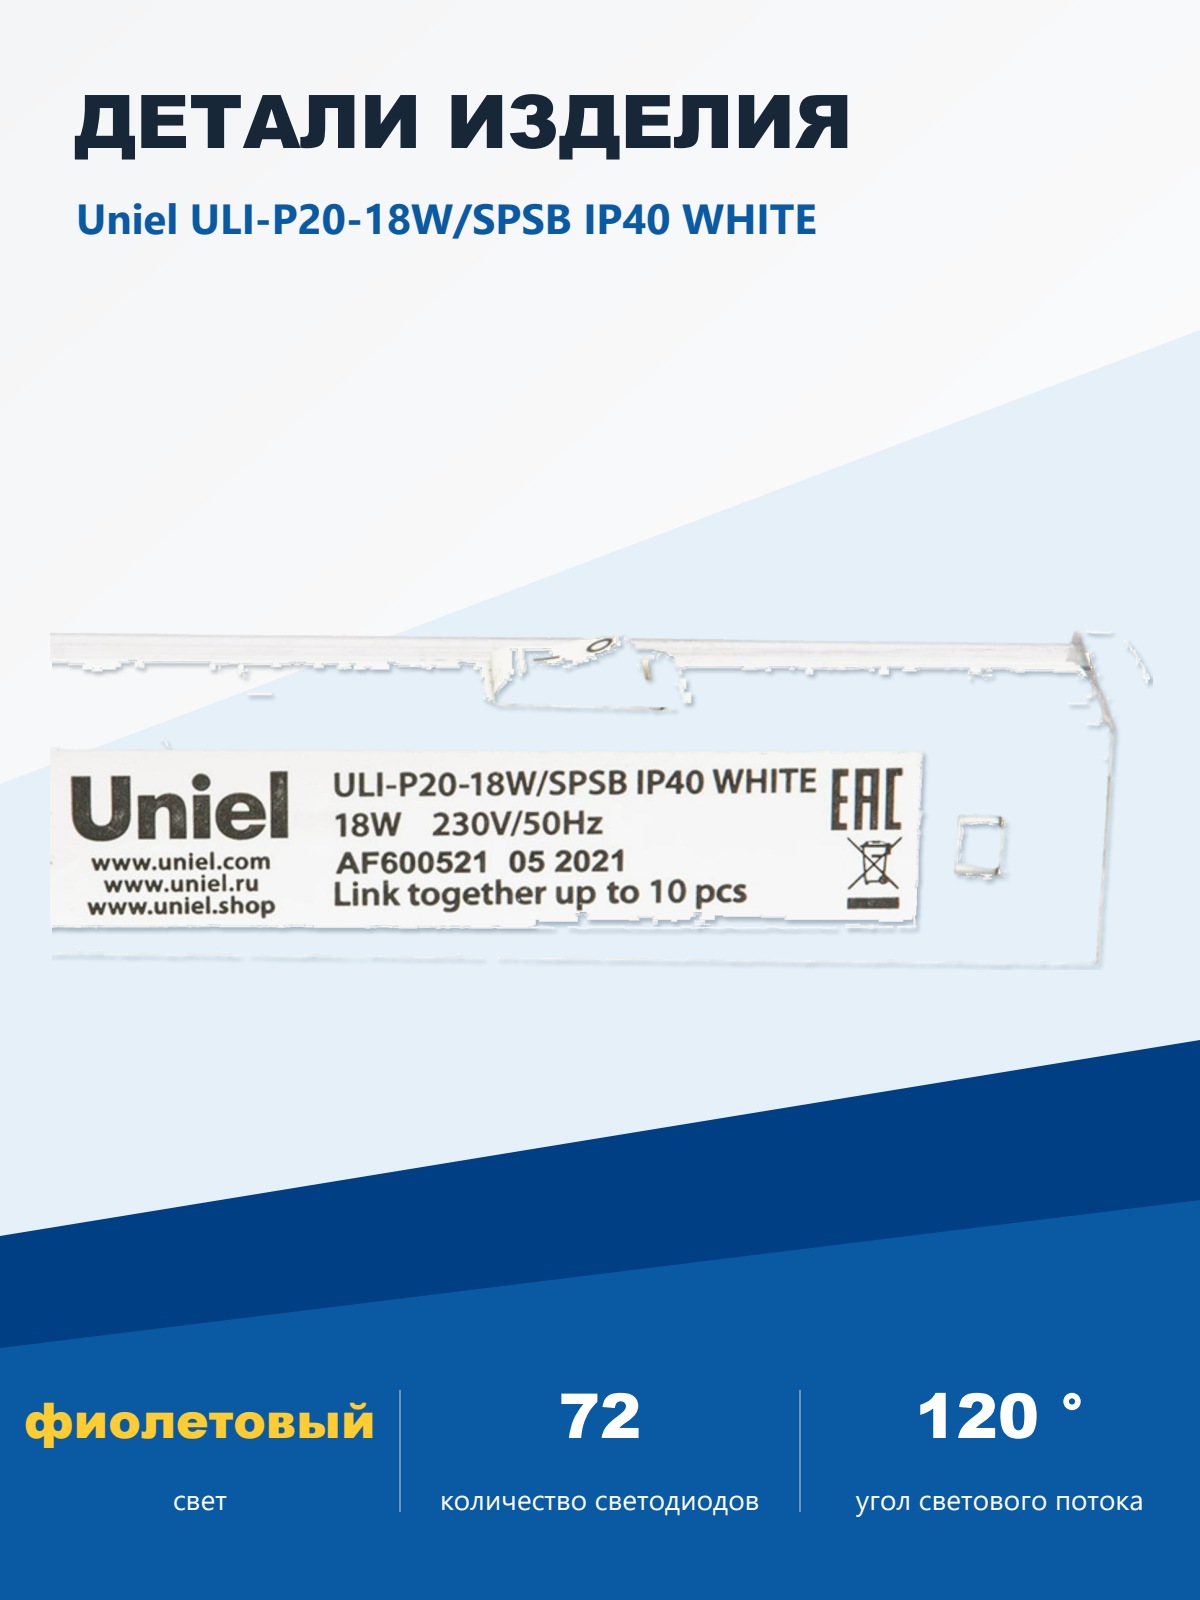 ДЕТАЛИ ИЗДЕЛИЯ
Uniel ULI-P20-18W/SPSB IP40 WHITE
Uniel
www.uniel.com
www.uniel.ru
www.uniel.shop
ULI-P20-18W/SPSB IP40 WHITE
18W 230V/50Hz
AF600521 05 2021
Link together up to 10 pcs
EAC
фиолетовый
свет
72
количество светодиодов
120 °
угол светового потока